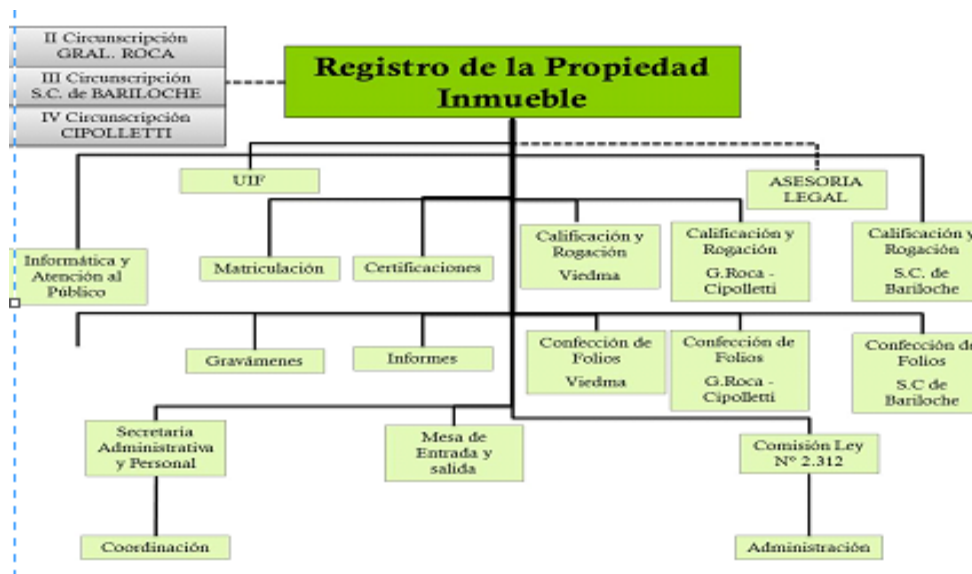 II Circunscripción
GRAL. ROCA
III Circunscripción
S.C. de BARILOCHE
IV Circunscripción
CIPOLLETTI
Registro de la Propiedad
Inmueble
UIF
ASESORIA
LEGAL
Informática y
Atención al
Público
Matriculación
Certificaciones
Calificación y
Rogación
Viedma
Calificación y
Rogación
G.Roca -
Cipolletti
Calificación y
Rogación
S.C. de
Bariloche
Gravámenes
Informes
Confección de
Folios
Viedma
Confección de
Folios
G.Roca -
Cipolletti
Confección de
Folios
S.C de
Bariloche
Secretaría
Administrativa
y Personal
Mesa de
Entrada y
salida
Comisión Ley
Nº 2.312
Coordinación
Administración